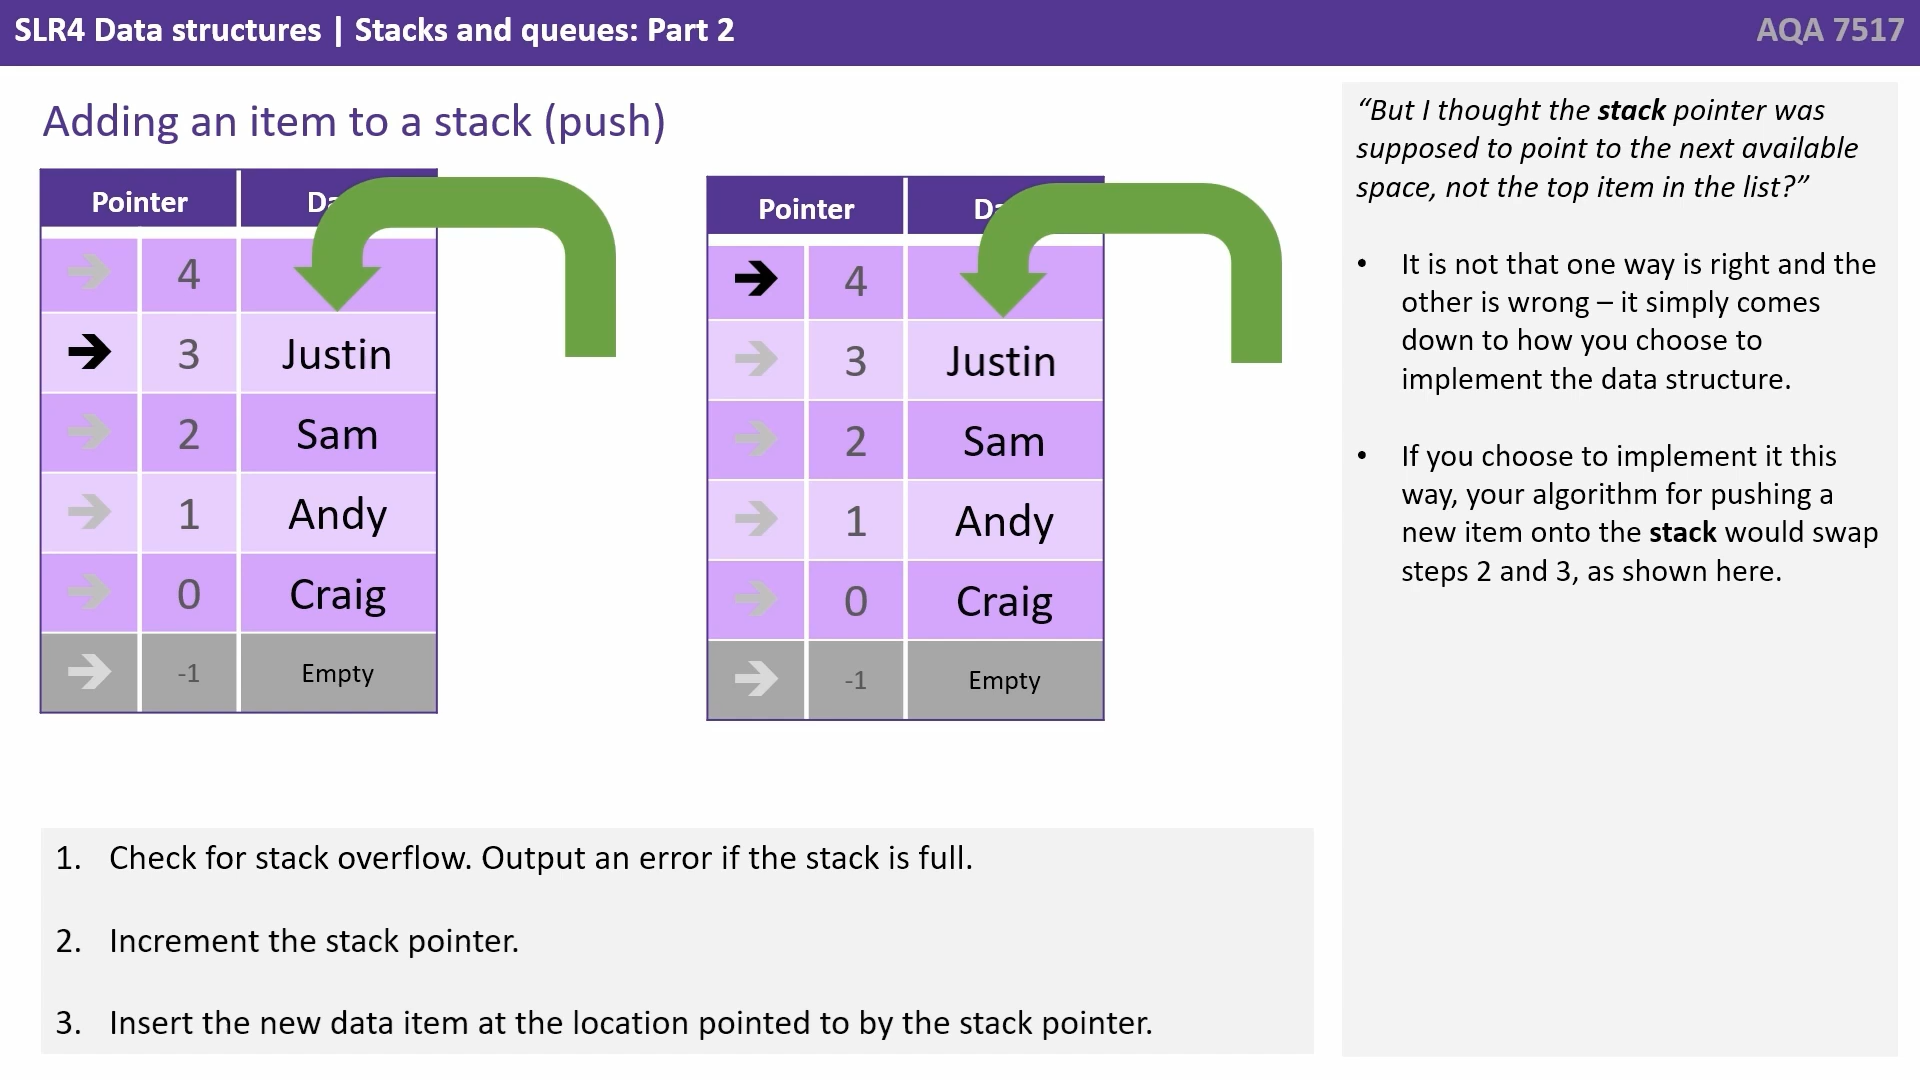 SLR4 Data structures | Stacks and queues: Part 2
AQA 7517
Adding an item to a stack (push)
Pointer
4
3 Justin
2 Sam
1 Andy
0 Craig
-1 Empty
Pointer
4
3 Justin
2 Sam
1 Andy
0 Craig
-1 Empty
1. Check for stack overflow. Output an error if the stack is full.
2. Increment the stack pointer.
3. Insert the new data item at the location pointed to by the stack pointer.
“But I thought the stack pointer was
supposed to point to the next available
space, not the top item in the list?”
• It is not that one way is right and the
other is wrong – it simply comes
down to how you choose to
implement the data structure.
• If you choose to implement it this
way, your algorithm for pushing a
new item onto the stack would swap
steps 2 and 3, as shown here.